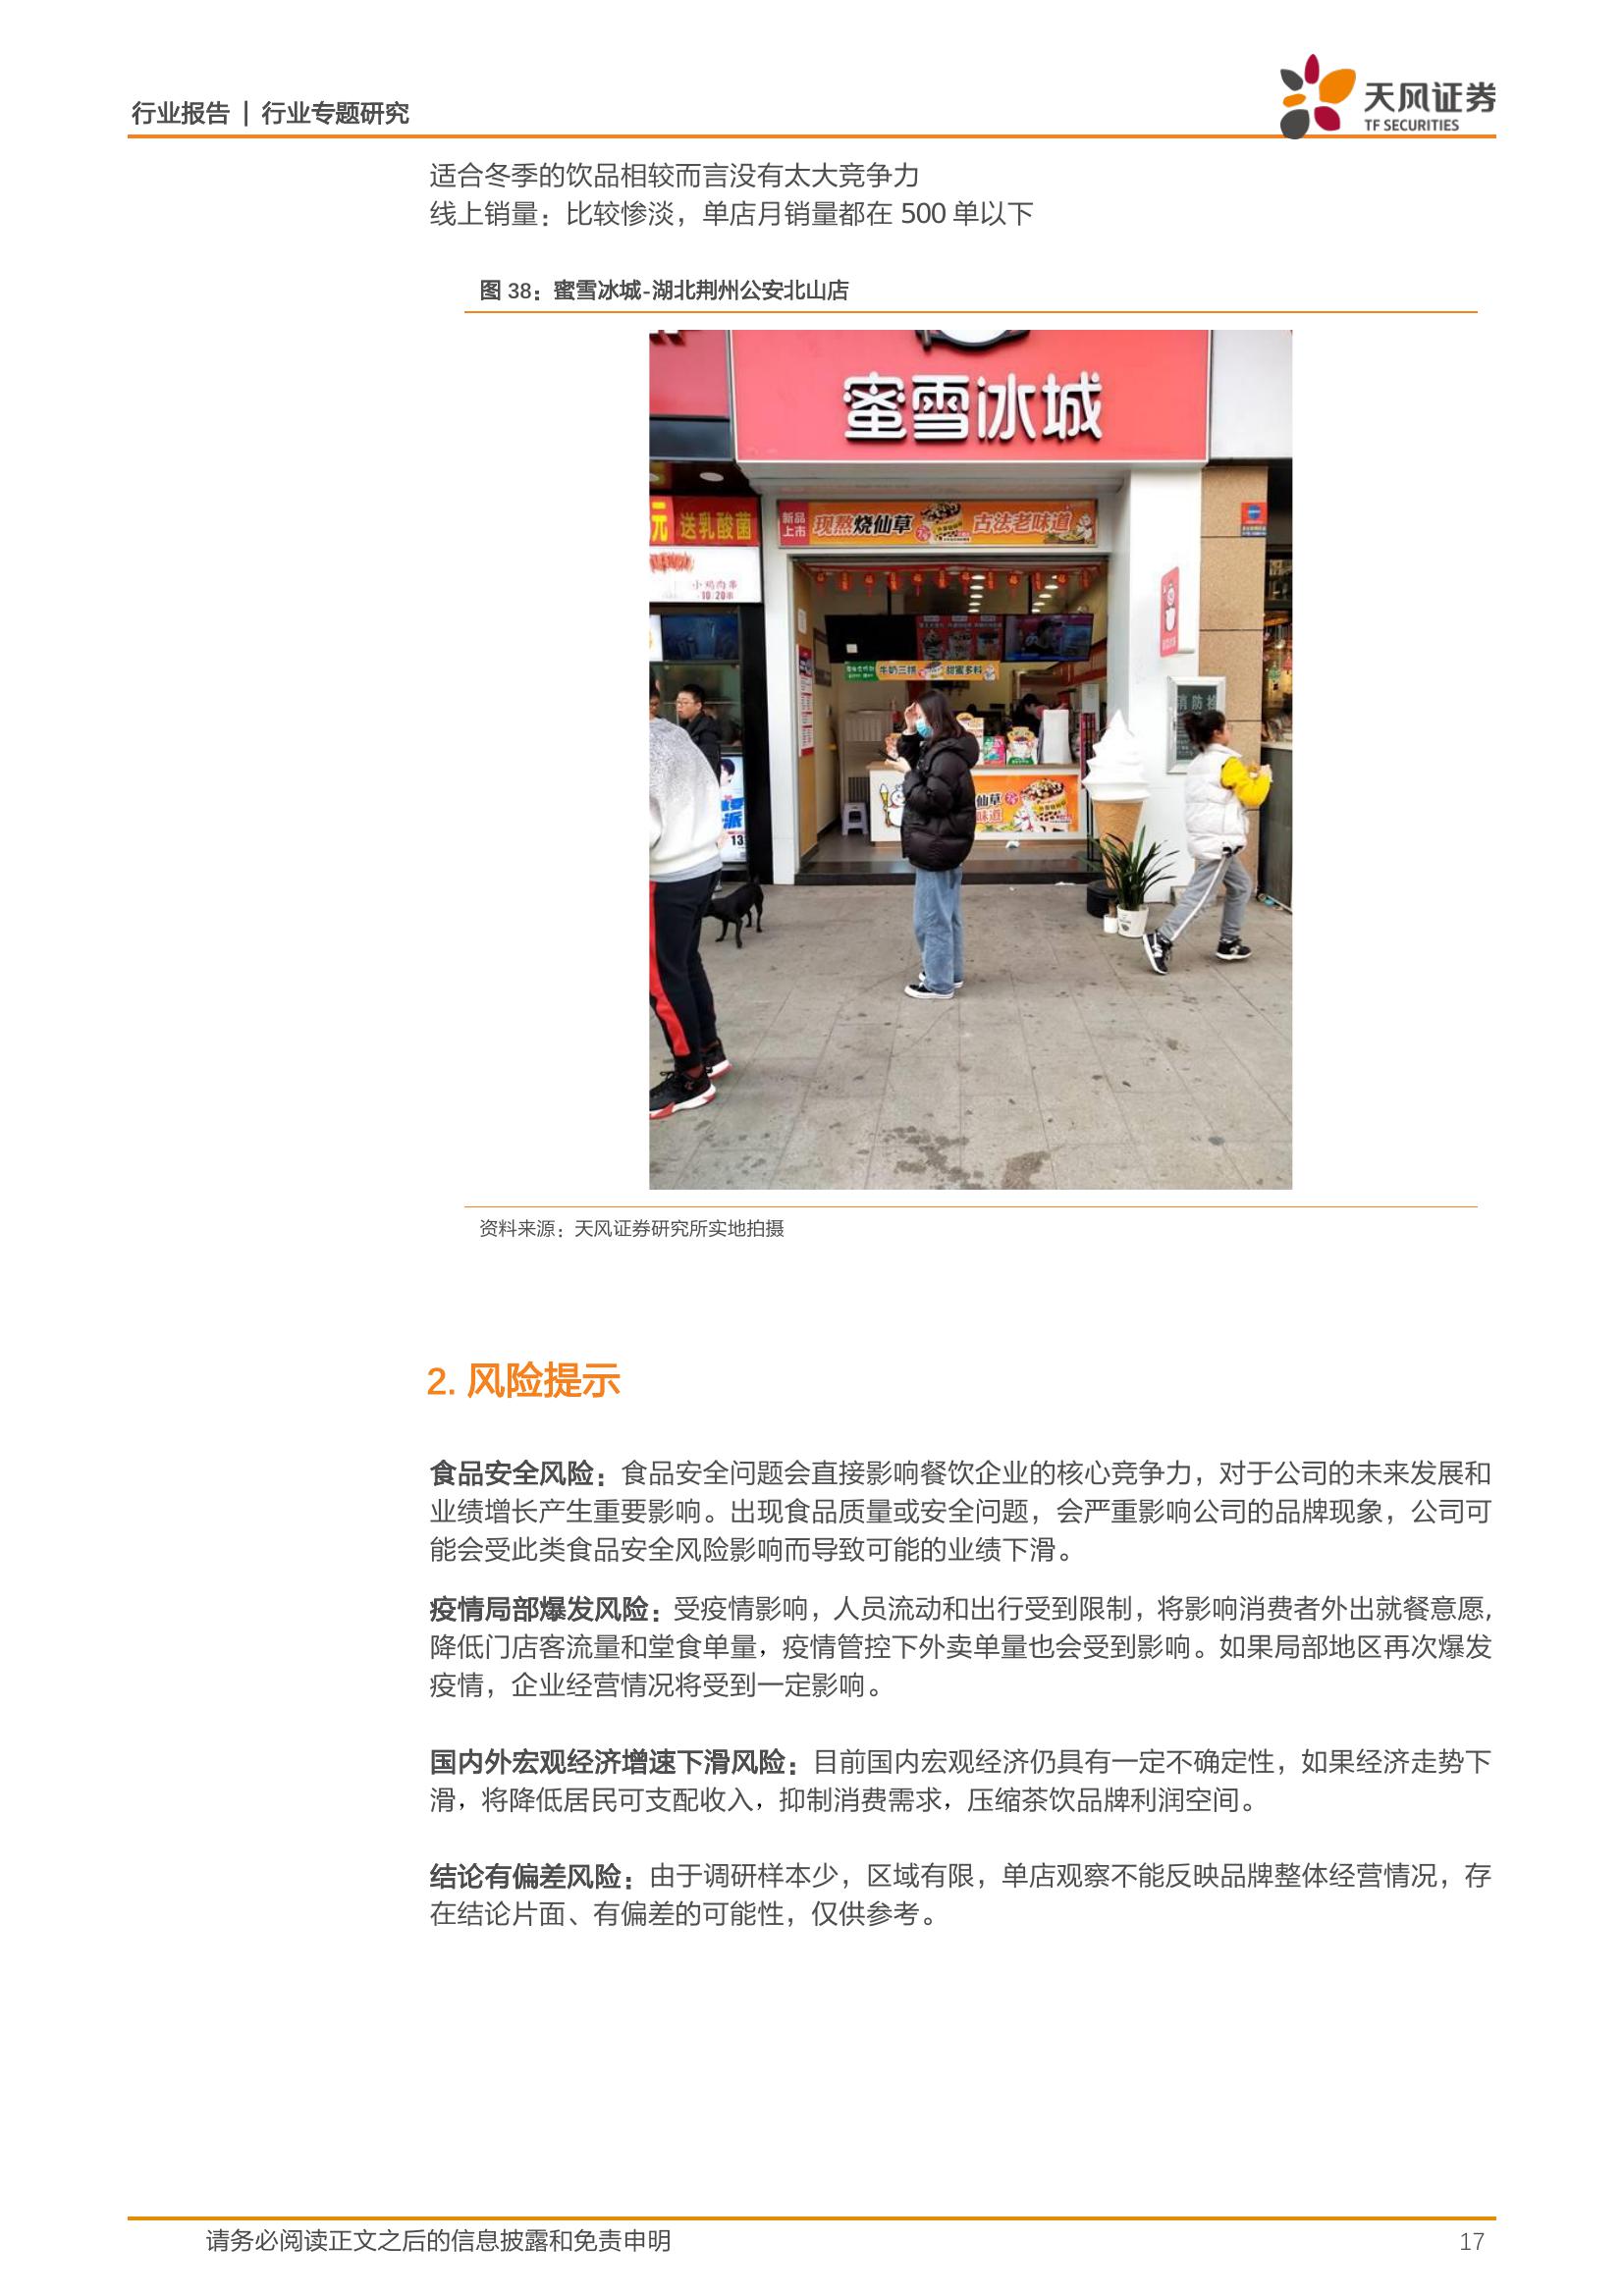 行业报告 | 行业专题研究
天风证券
TF SECURITIES
适合冬季的饮品相较而言没有太大竞争力
线上销量：比较惨淡，单店月销量都在 500 单以下
图 38：蜜雪冰城-湖北荆州公安北山店
蜜雪冰城
元 送乳酸菌
新品上市 现熬烧仙草 古法老味道
小鸡肉串
10:20串
牛奶三拼 甜蜜多料
消防栓
仙草
味道
派
13
资料来源：天风证券研究所实地拍摄
2. 风险提示
食品安全风险：食品安全问题会直接影响餐饮企业的核心竞争力，对于公司的未来发展和
业绩增长产生重要影响。出现食品质量或安全问题，会严重影响公司的品牌现象，公司可
能会受此类食品安全风险影响而导致可能的业绩下滑。
疫情局部爆发风险：受疫情影响，人员流动和出行受到限制，将影响消费者外出就餐意愿,
降低门店客流量和堂食单量，疫情管控下外卖单量也会受到影响。如果局部地区再次爆发
疫情，企业经营情况将受到一定影响。
国内外宏观经济增速下滑风险：目前国内宏观经济仍具有一定不确定性，如果经济走势下
滑，将降低居民可支配收入，抑制消费需求，压缩茶饮品牌利润空间。
结论有偏差风险：由于调研样本少，区域有限，单店观察不能反映品牌整体经营情况，存
在结论片面、有偏差的可能性，仅供参考。
请务必阅读正文之后的信息披露和免责申明
17